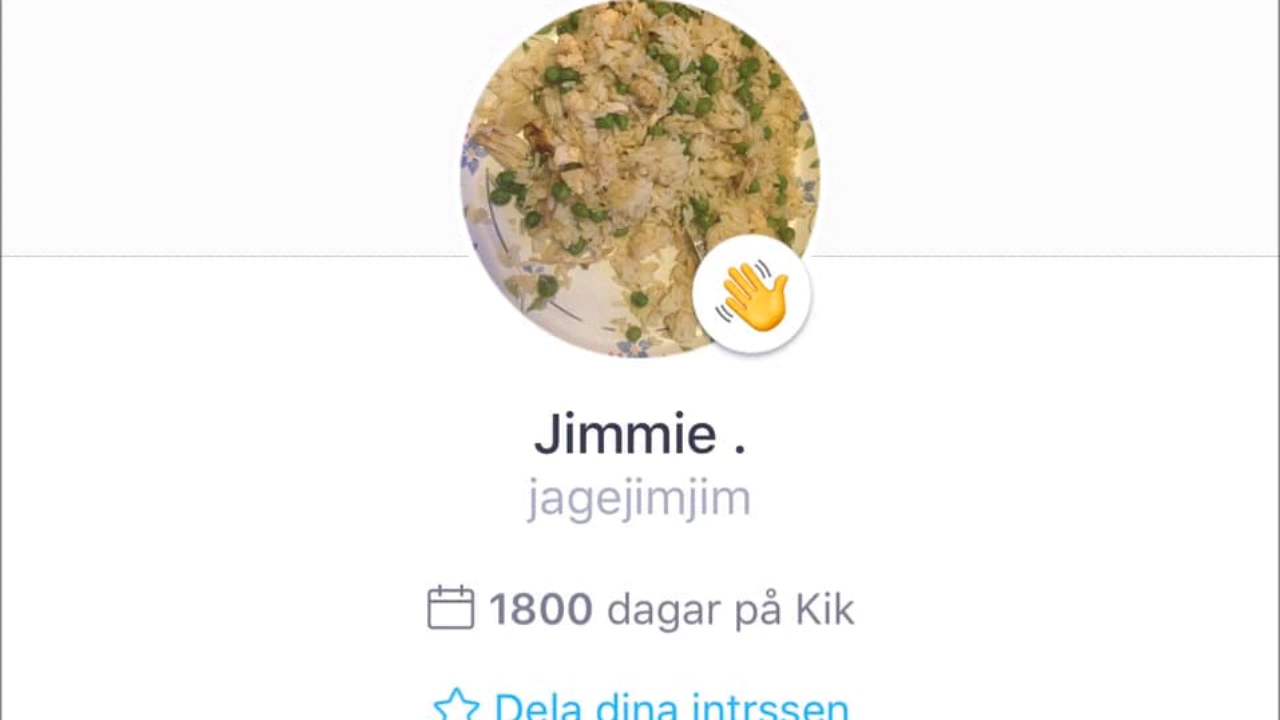 Jimmie .
jagejimjim
1800 dagar på Kik
Dela dina intrssen